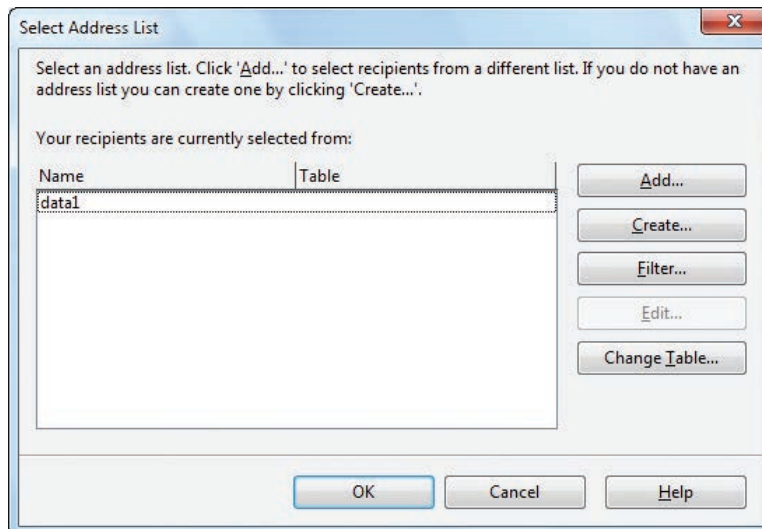 Select Address List
Select an address list. Click 'Add...' to select recipients from a different list. If you do not have an
address list you can create one by clicking 'Create...'.
Your recipients are currently selected from:
Name Table
data1
Add...
Create...
Filter...
Edit...
Change Table...
OK Cancel Help